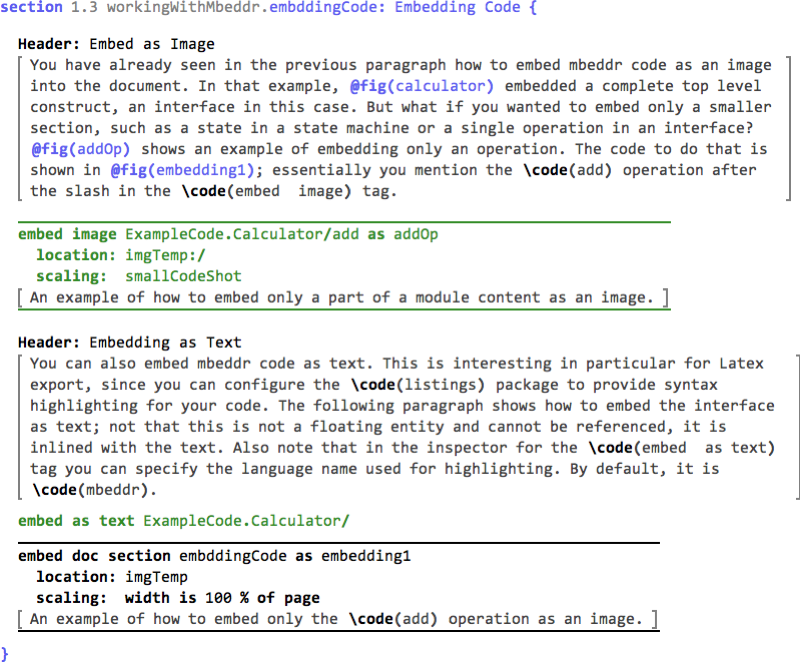 section 1.3 workingWithMbeddr.embddingCode: Embedding Code {
Header: Embed as Image
You have already seen in the previous paragraph how to embed mbeddr code as an image
into the document. In that example, @fig(calculator) embedded a complete top level
construct, an interface in this case. But what if you wanted to embed only a smaller
section, such as a state in a state machine or a single operation in an interface?
@fig(addOp) shows an example of embedding only an operation. The code to do that is
shown in @fig(embedding1); essentially you mention the \code(add) operation after
the slash in the \code(embed  image) tag.
embed image ExampleCode.Calculator/add as addOp
location: imgTemp:/
scaling:  smallCodeShot
[ An example of how to embed only a part of a module content as an image. ]
Header: Embedding as Text
You can also embed mbeddr code as text. This is interesting in particular for Latex
export, since you can configure the \code(listings) package to provide syntax
highlighting for your code. The following paragraph shows how to embed the interface
as text; not that this is not a floating entity and cannot be referenced, it is
inlined with the text. Also note that in the inspector for the \code(embed  as text)
tag you can specify the language name used for highlighting. By default, it is
\code(mbeddr).
embed as text ExampleCode.Calculator/
embed doc section embddingCode as embedding1
location: imgTemp
scaling:  width is 100 % of page
[ An example of how to embed only the \code(add) operation as an image. ]
}